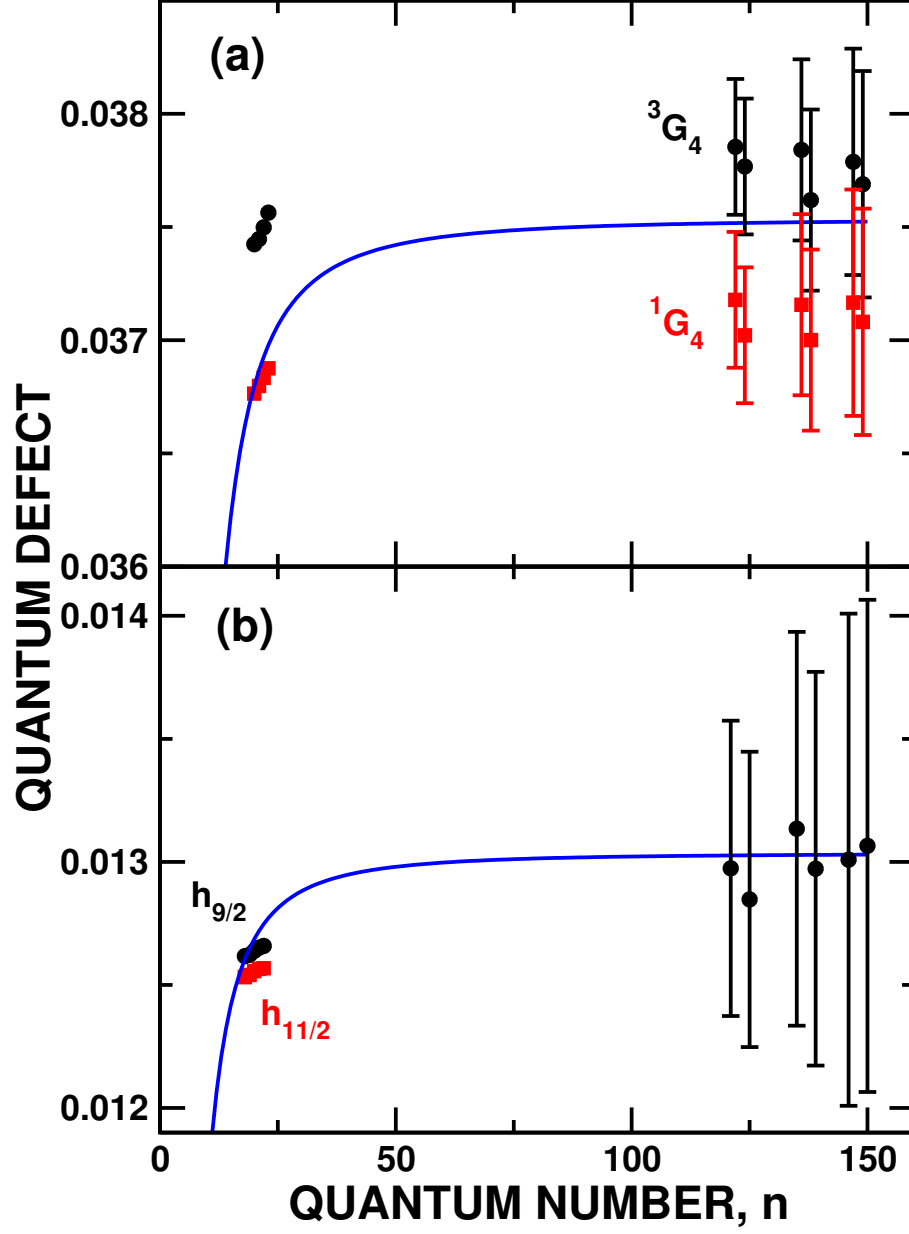 (a)
0.038
³G₄
¹G₄
0.037
0.036
QUANTUM DEFECT
(b)
0.014
0.013
h₉/₂
h₁₁/₂
0.012
0 50 100 150
QUANTUM NUMBER, n